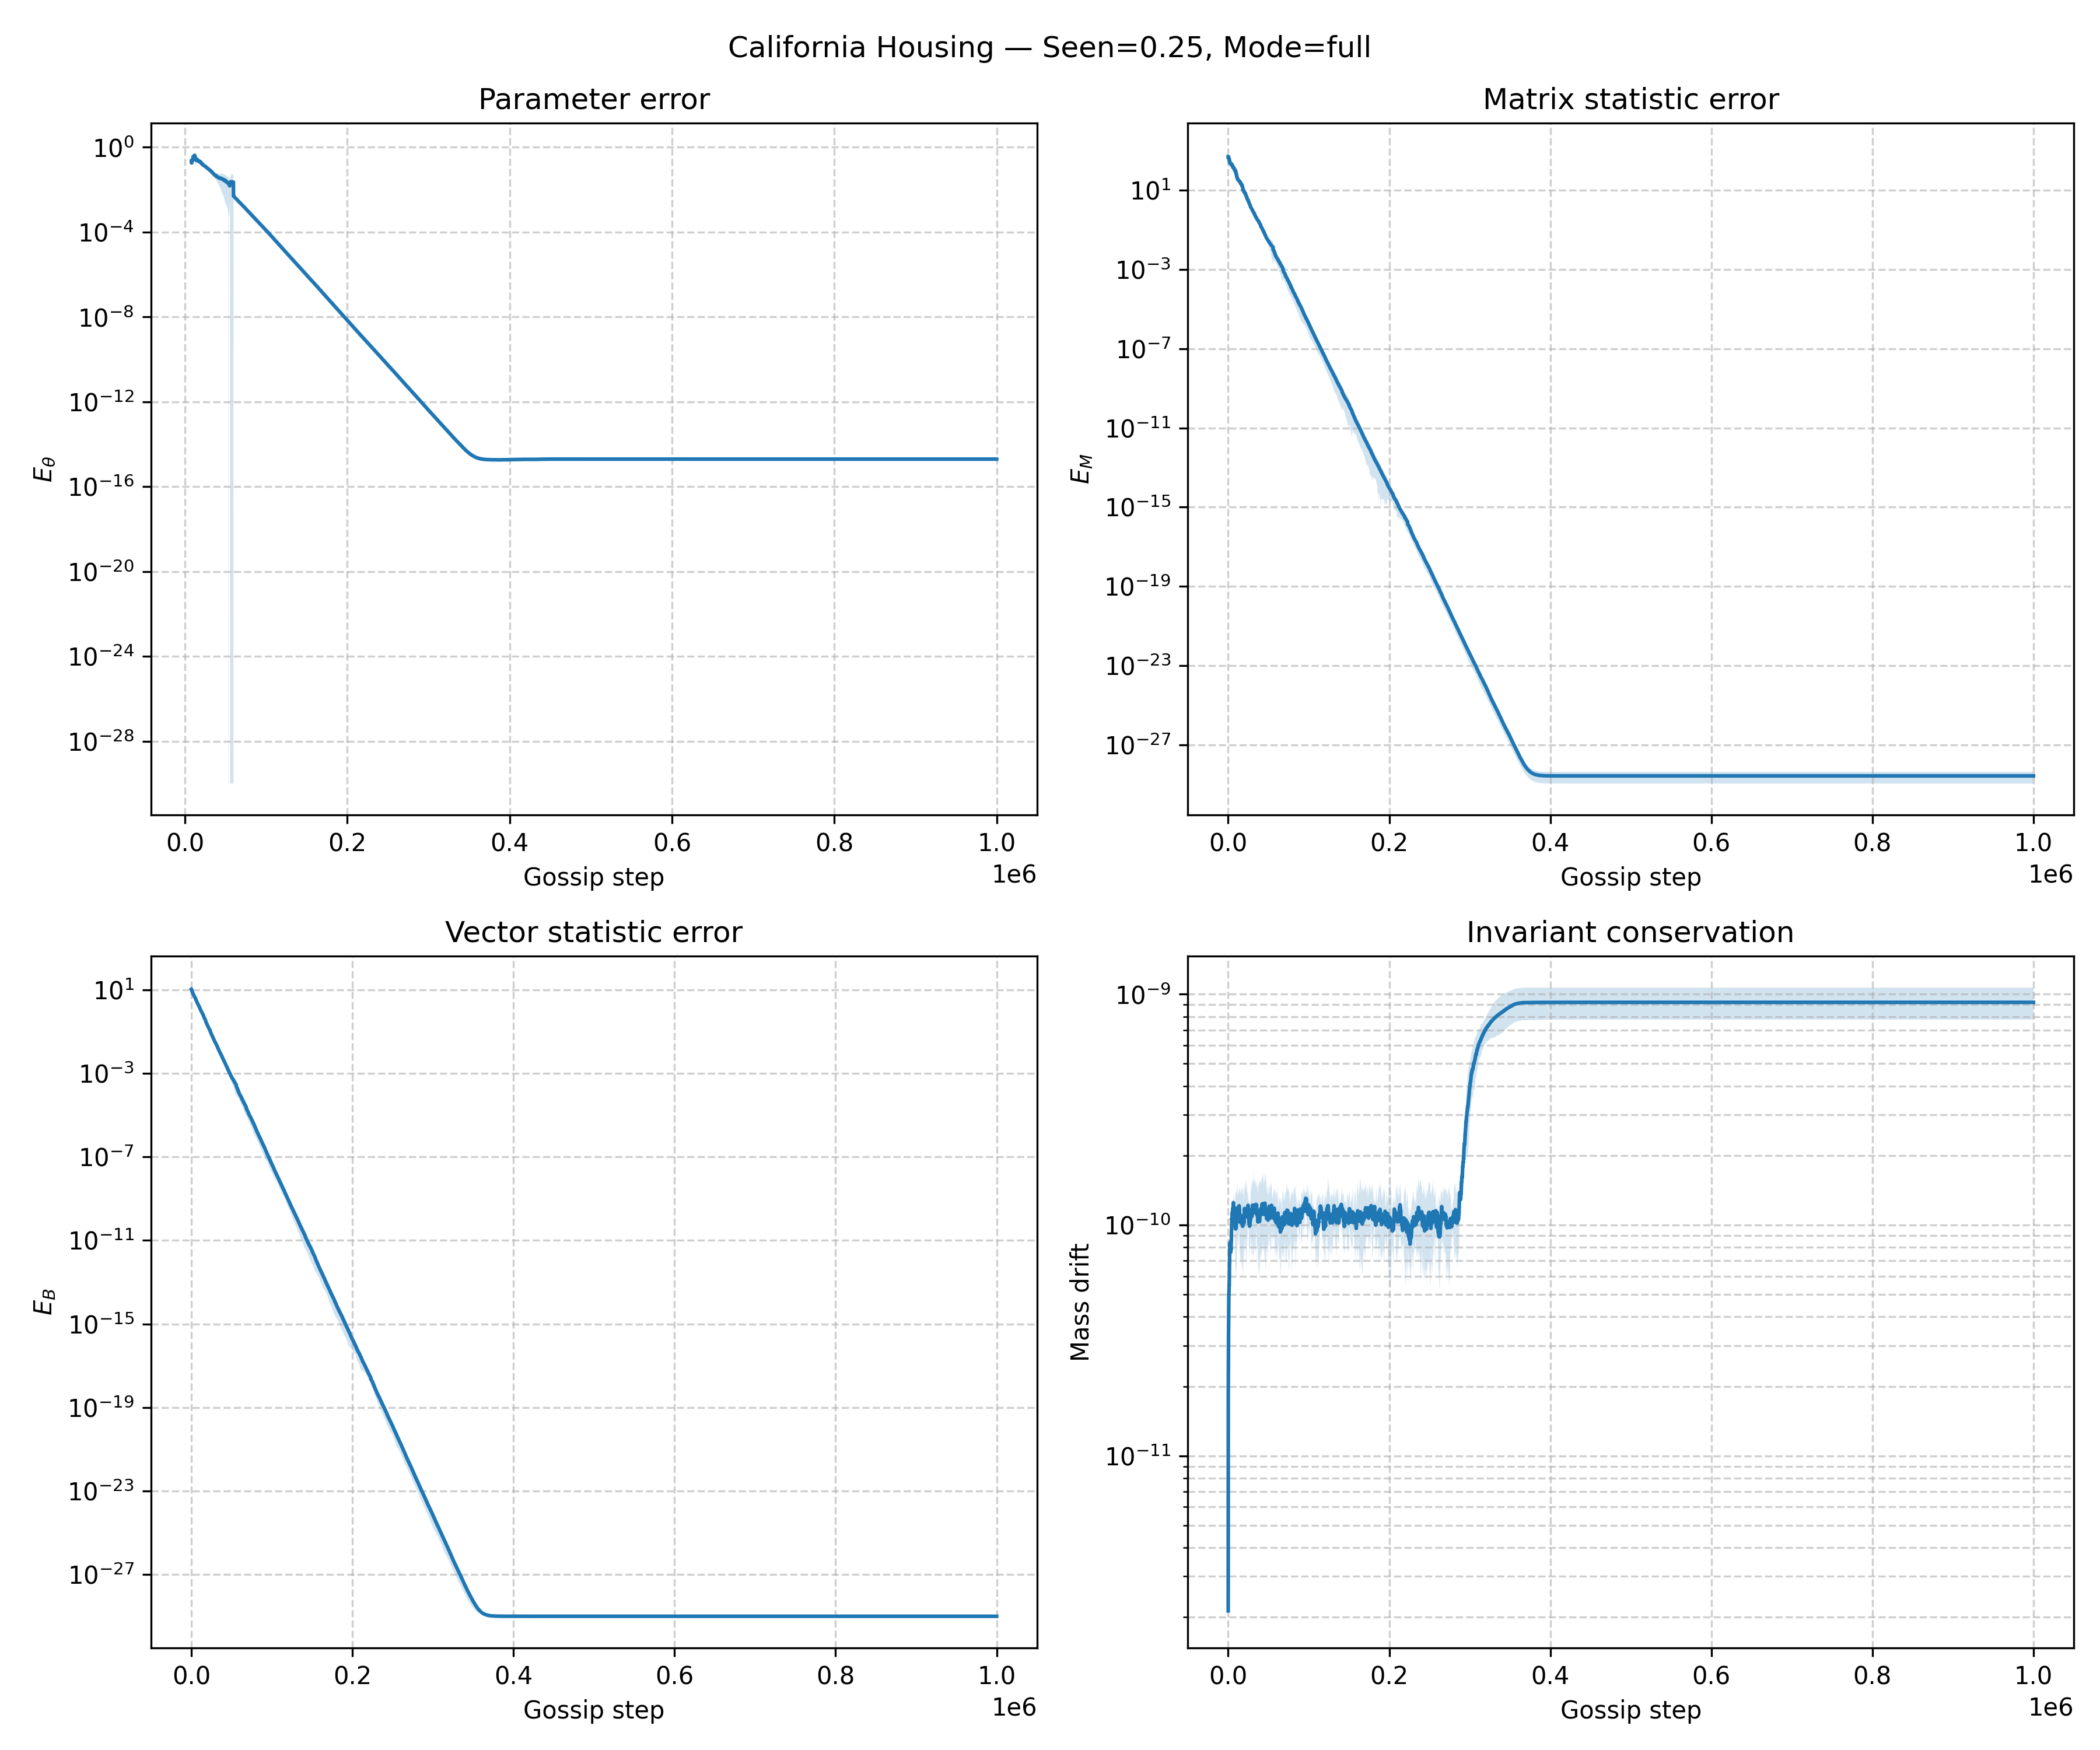 California Housing — Seen=0.25, Mode=full
Parameter error
10⁰
10⁻⁴
10⁻⁸
10⁻¹²
10⁻¹⁶
10⁻²⁰
10⁻²⁴
10⁻²⁸
E_θ
0.0 0.2 0.4 0.6 0.8 1.0
1e6
Gossip step
Matrix statistic error
10¹
10⁻³
10⁻⁷
10⁻¹¹
10⁻¹⁵
10⁻¹⁹
10⁻²³
10⁻²⁷
E_M
0.0 0.2 0.4 0.6 0.8 1.0
1e6
Gossip step
Vector statistic error
10¹
10⁻³
10⁻⁷
10⁻¹¹
10⁻¹⁵
10⁻¹⁹
10⁻²³
10⁻²⁷
E_B
0.0 0.2 0.4 0.6 0.8 1.0
1e6
Gossip step
Invariant conservation
10⁻⁹
10⁻¹⁰
10⁻¹¹
Mass drift
0.0 0.2 0.4 0.6 0.8 1.0
1e6
Gossip step